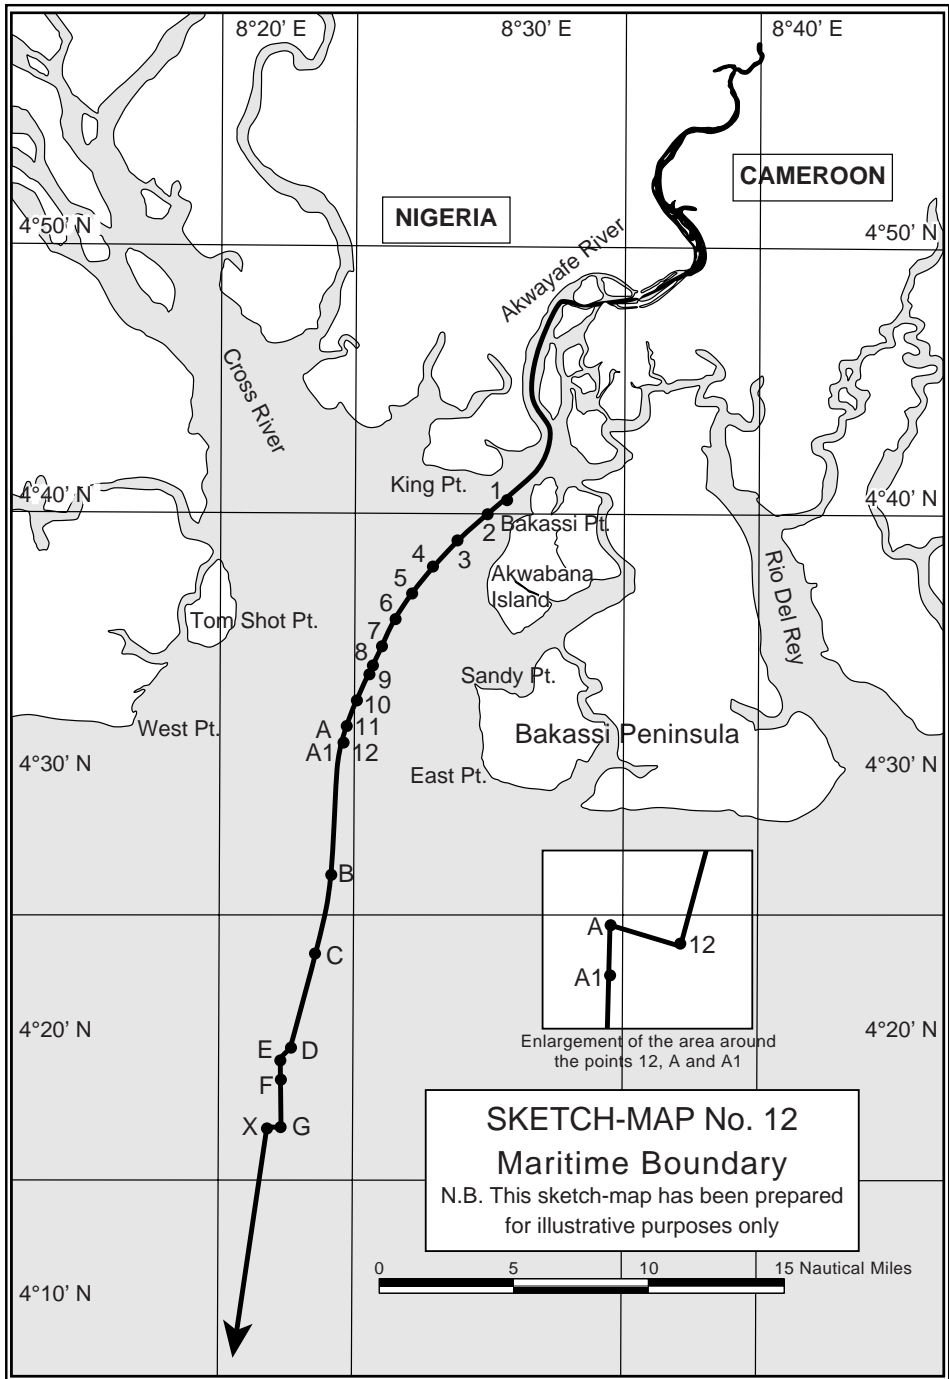 8°20' E
8°30' E
8°40' E
CAMEROON
NIGERIA
4°50' N
4°50' N
Akwayafe River
Cross River
King Pt.
1
4°40' N
4°40' N
2
Bakassi Pt.
3
4
Akwabana
Island
5
Rio Del Rey
6
Tom Shot Pt.
7
8
9
Sandy Pt.
10
West Pt.
A
11
Bakassi Peninsula
A1
12
4°30' N
East Pt.
4°30' N
B
A
12
C
A1
4°20' N
4°20' N
Enlargement of the area around
the points 12, A and A1
E
D
F
X
G
SKETCH-MAP No. 12
Maritime Boundary
N.B. This sketch-map has been prepared
for illustrative purposes only
0 5 10 15 Nautical Miles
4°10' N